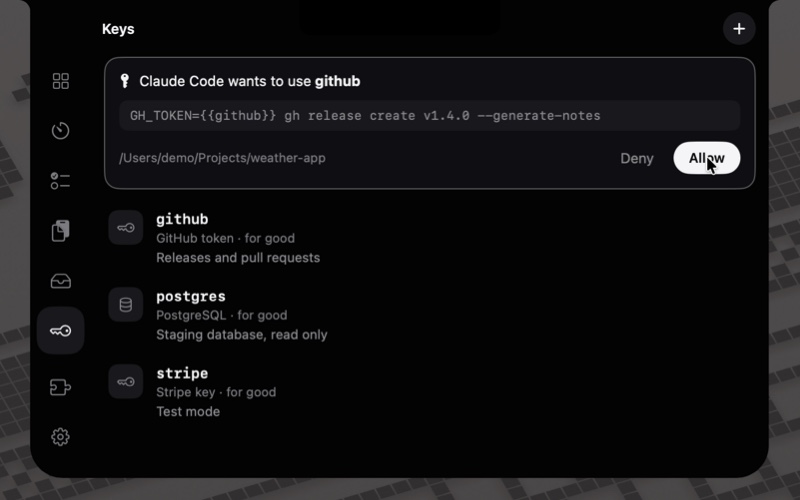 Keys
Claude Code wants to use github
GH_TOKEN={{github}} gh release create v1.4.0 --generate-notes
/Users/demo/Projects/weather-app
Deny
Allow
github
GitHub token · for good
Releases and pull requests
postgres
PostgreSQL · for good
Staging database, read only
stripe
Stripe key · for good
Test mode